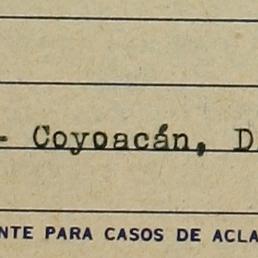 - Coyoacán, D
NTE PARA CASOS DE ACLA